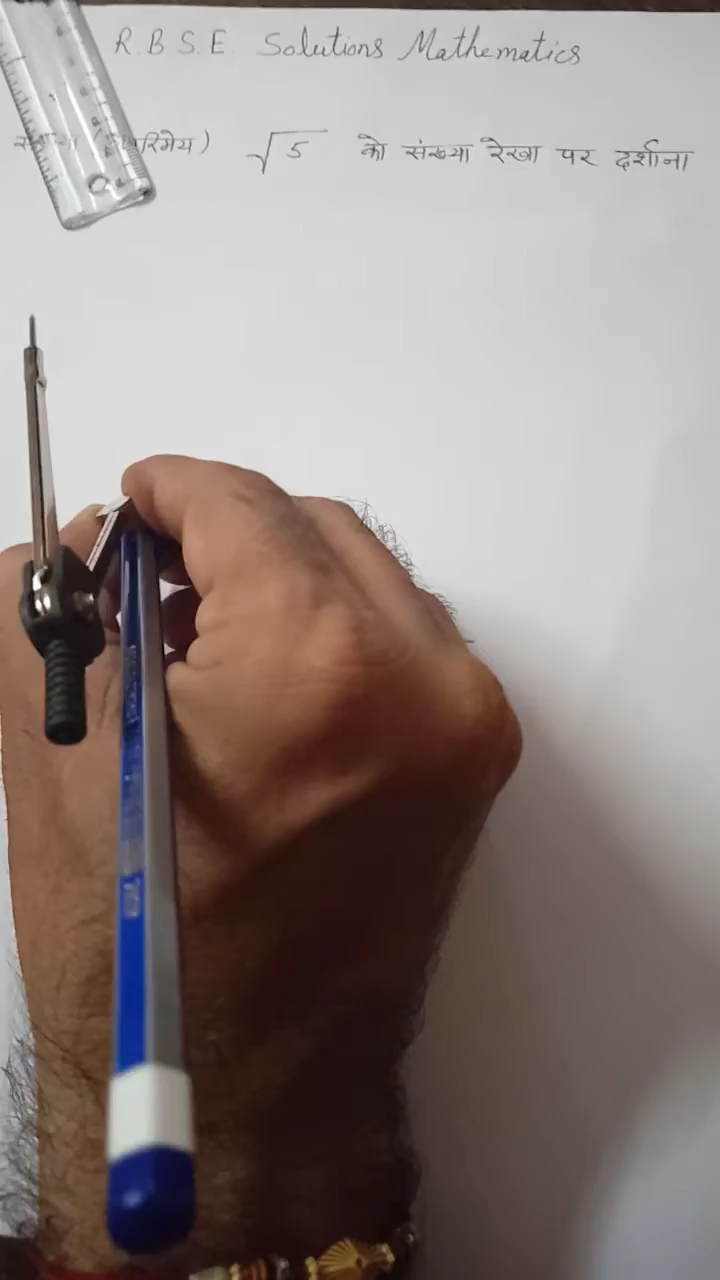 R.B.S.E. Solutions Mathematics
√5 को संख्या रेखा पर दर्शाना